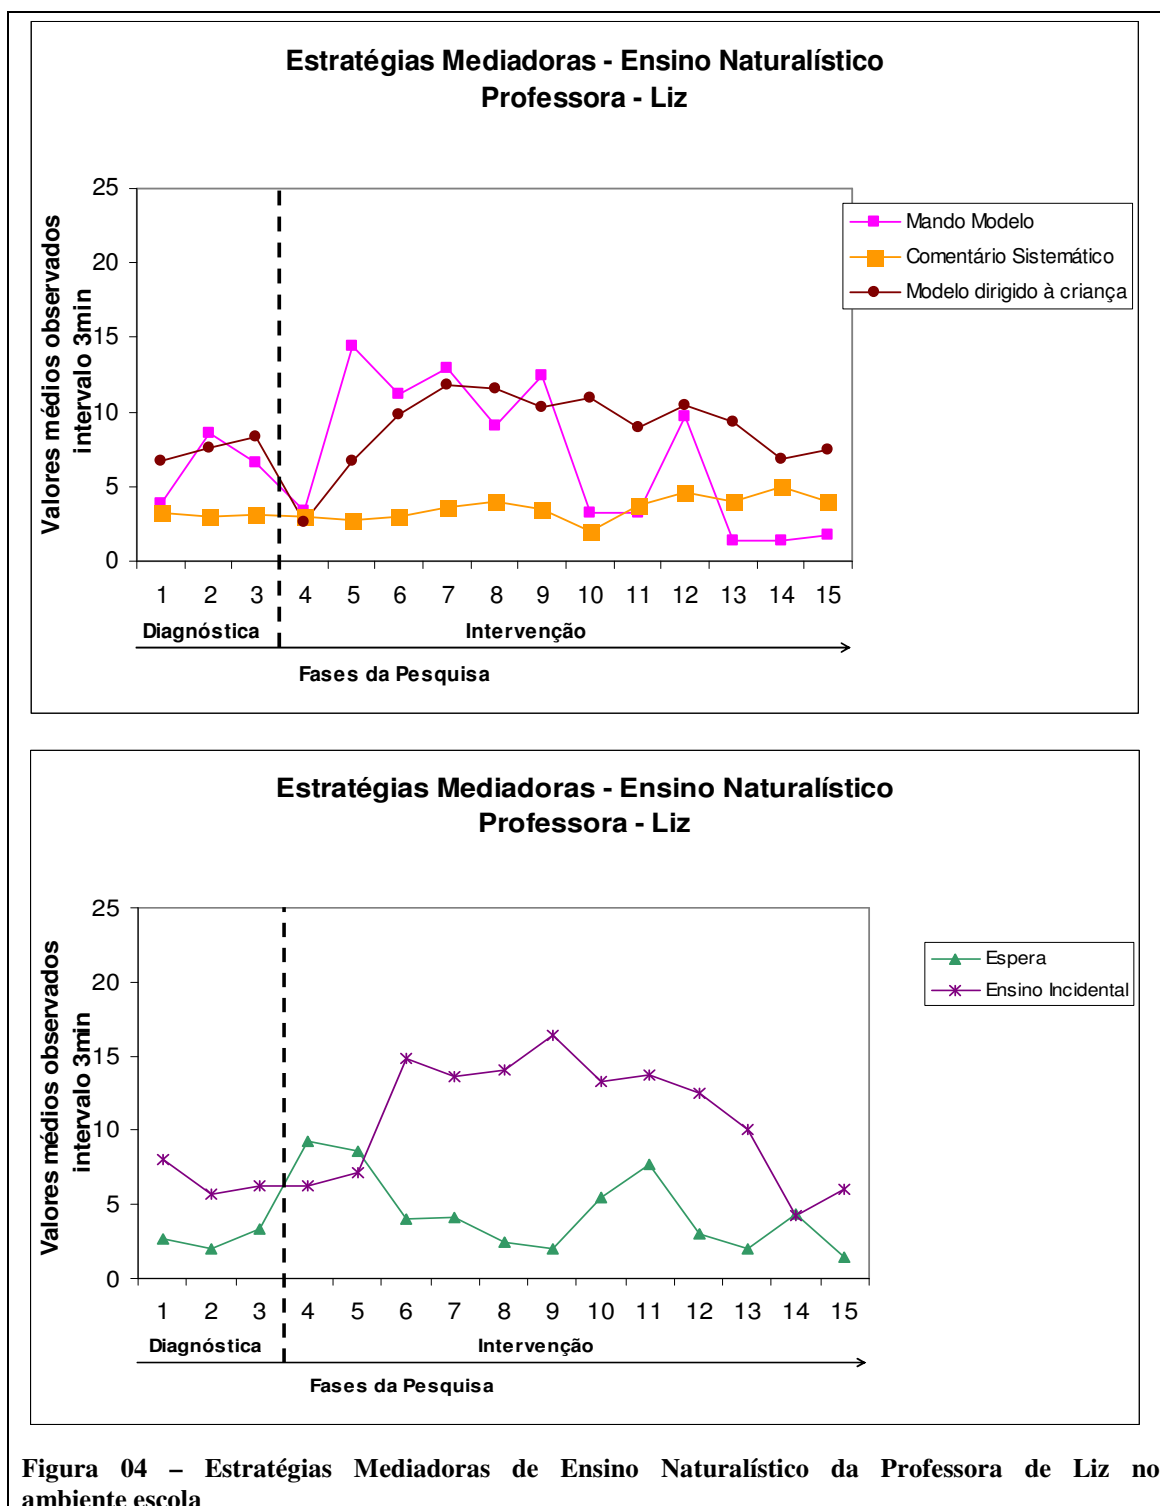 Estratégias Mediadoras - Ensino Naturalístico
Professora - Liz
Valores médios observados
intervalo 3min
25
20
15
10
5
0
Mando Modelo
Comentário Sistemático
Modelo dirigido à criança
1 2 3 4 5 6 7 8 9 10 11 12 13 14 15
Diagnóstica Intervenção
Fases da Pesquisa
Estratégias Mediadoras - Ensino Naturalístico
Professora - Liz
Valores médios observados
intervalo 3min
25
20
15
10
5
0
Espera
Ensino Incidental
1 2 3 4 5 6 7 8 9 10 11 12 13 14 15
Diagnóstica Intervenção
Fases da Pesquisa
Figura 04 – Estratégias Mediadoras de Ensino Naturalístico da Professora de Liz no
ambiente escola